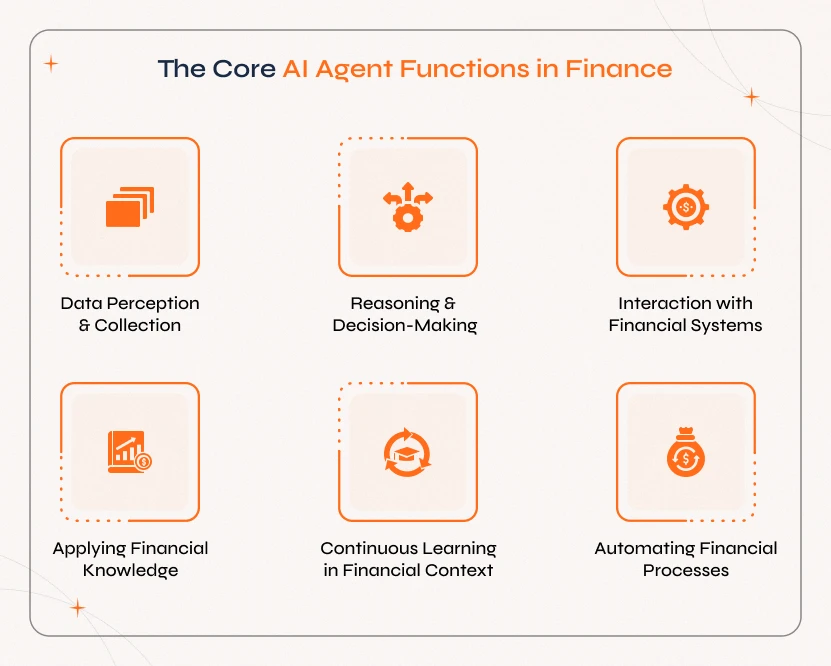 The Core AI Agent Functions in Finance
Data Perception
& Collection
Reasoning &
Decision-Making
Interaction with
Financial Systems
Applying Financial
Knowledge
Continuous Learning
in Financial Context
Automating Financial
Processes